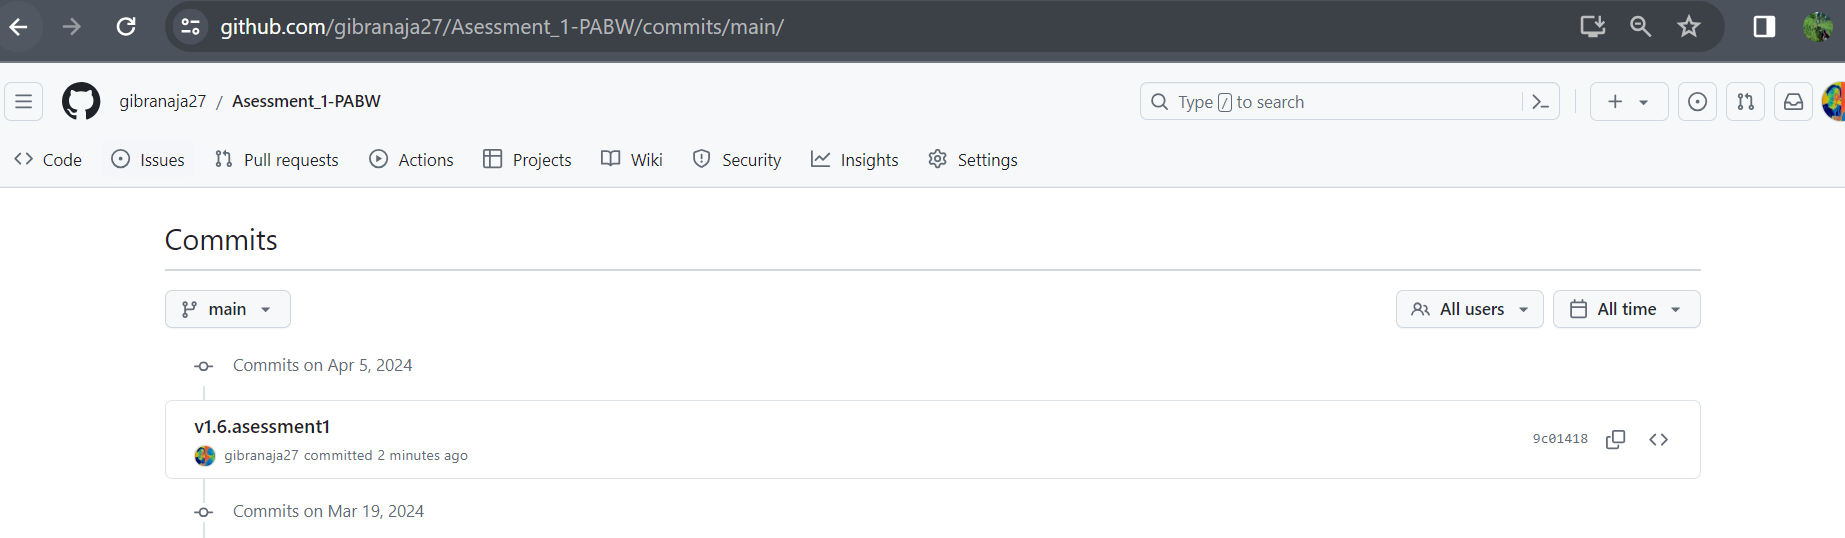 github.com/gibranaja27/Asessment_1-PABW/commits/main/
gibranaja27 / Asessment_1-PABW
Type / to search
Code Issues Pull requests Actions Projects Wiki Security Insights Settings
Commits
main All users All time
Commits on Apr 5, 2024
v1.6.asessment1
9c01418
gibranaja27 committed 2 minutes ago
Commits on Mar 19, 2024